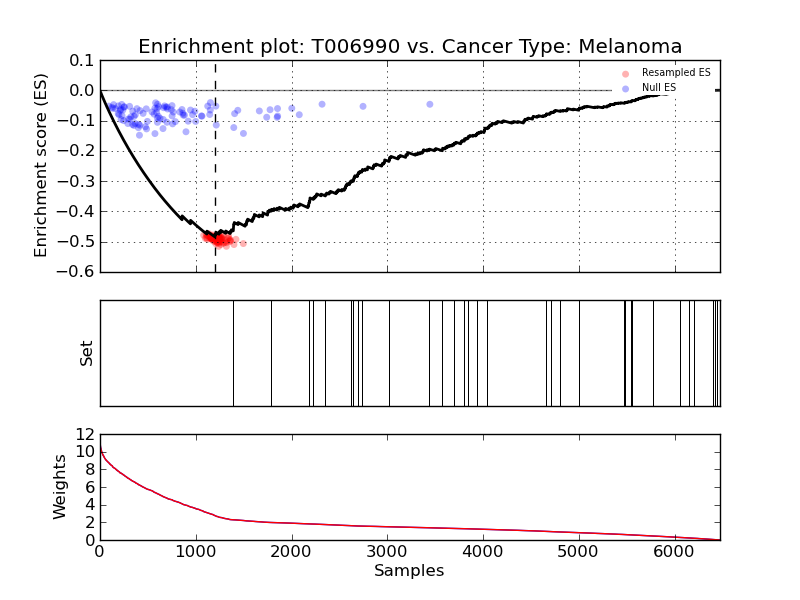 Enrichment plot: T006990 vs. Cancer Type: Melanoma
Enrichment score (ES)
0.1
0.0
−0.1
−0.2
−0.3
−0.4
−0.5
−0.6
Resampled ES
Null ES
Set
Weights
12
10
8
6
4
2
0
0 1000 2000 3000 4000 5000 6000
Samples